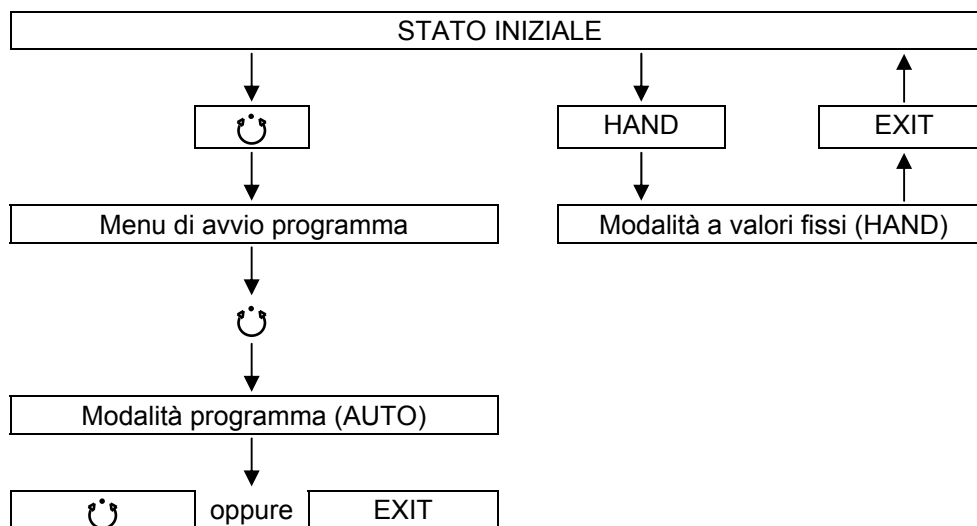 STATO INIZIALE
HAND
EXIT
Menu di avvio programma
Modalità a valori fissi (HAND)
Modalità programma (AUTO)
oppure
EXIT